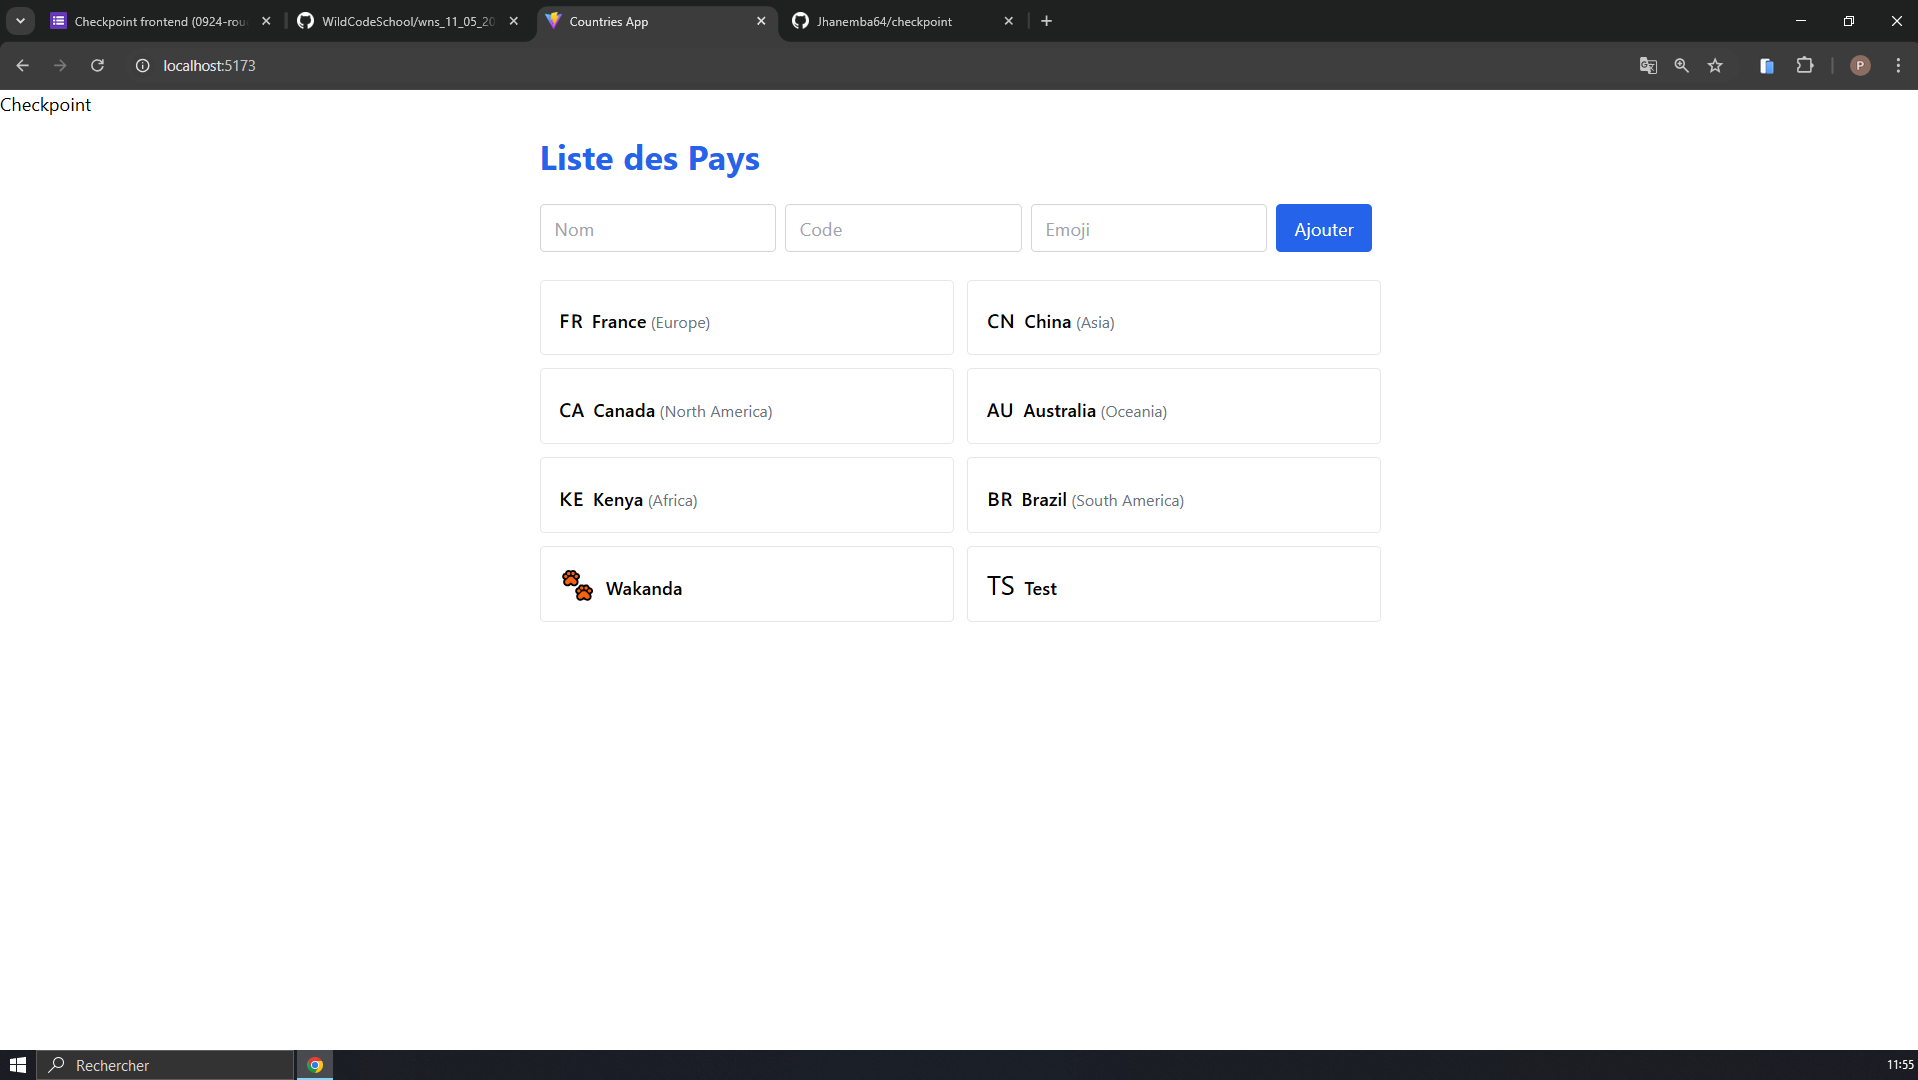 Checkpoint frontend (0924-rou
WildCodeSchool/wns_11_05_20
Countries App
Jhanemba64/checkpoint
localhost:5173
P
Checkpoint
Liste des Pays
Nom
Code
Emoji
Ajouter
FR France (Europe)
CN China (Asia)
CA Canada (North America)
AU Australia (Oceania)
KE Kenya (Africa)
BR Brazil (South America)
Wakanda
TS Test
Rechercher
11:55